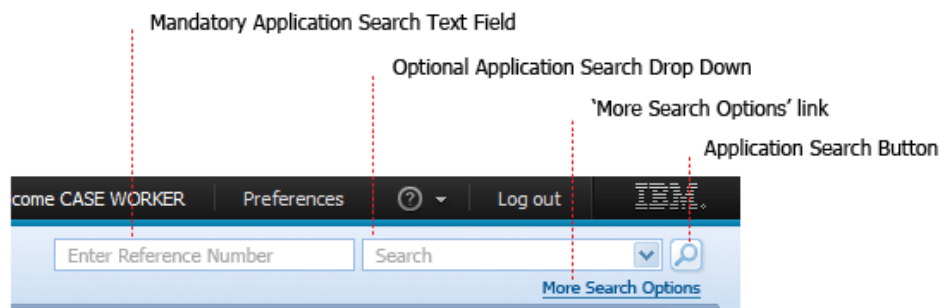 Mandatory Application Search Text Field
Optional Application Search Drop Down
‘More Search Options’ link
Application Search Button
come CASE WORKER Preferences ? Log out IBM.
Enter Reference Number Search
More Search Options